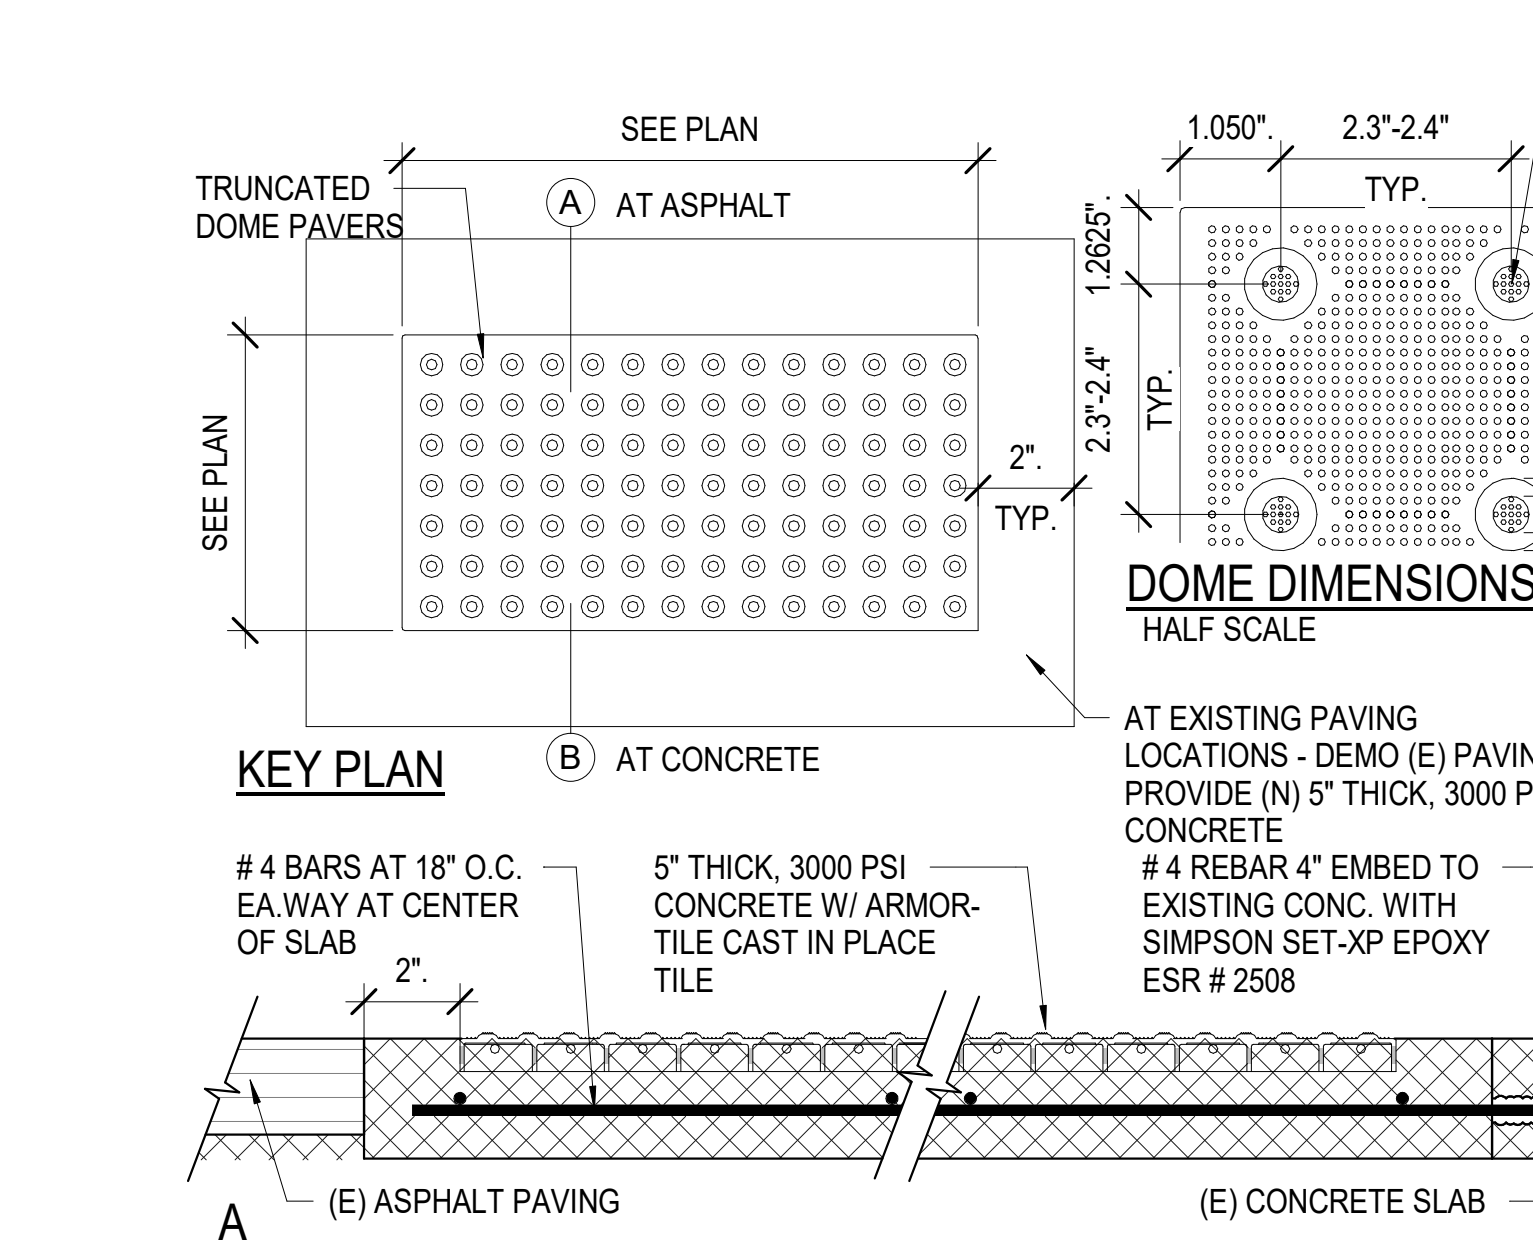 SEE PLAN
1.050".
2.3"-2.4"
TYP.
TRUNCATED
DOME PAVERS
A
AT ASPHALT
1.2625".
2.3"-2.4"
TYP.
SEE PLAN
2".
TYP.
DOME DIMENSIONS
HALF SCALE
KEY PLAN
B
AT CONCRETE
AT EXISTING PAVING
LOCATIONS - DEMO (E) PAVIN
PROVIDE (N) 5" THICK, 3000 P
CONCRETE
# 4 BARS AT 18" O.C.
EA.WAY AT CENTER
OF SLAB
5" THICK, 3000 PSI
CONCRETE W/ ARMOR-
TILE CAST IN PLACE
TILE
# 4 REBAR 4" EMBED TO
EXISTING CONC. WITH
SIMPSON SET-XP EPOXY
ESR # 2508
2".
(E) ASPHALT PAVING
(E) CONCRETE SLAB
A